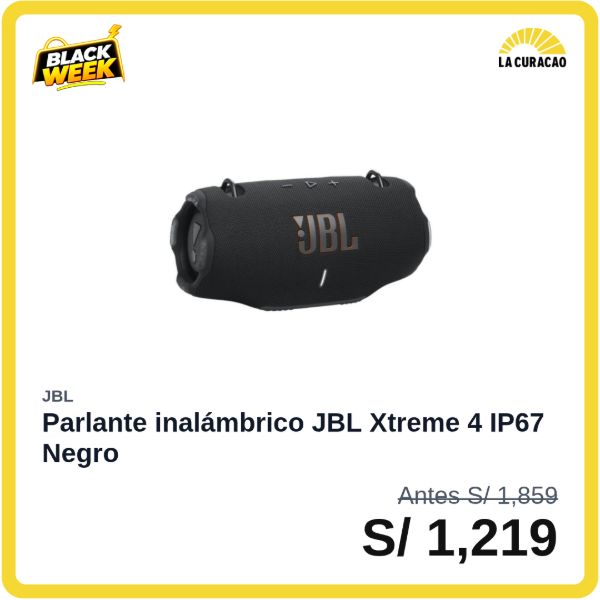 BLACK
WEEK
LA CURACAO
JBL
JBL
Parlante inalámbrico JBL Xtreme 4 IP67
Negro
Antes S/ 1,859
S/ 1,219